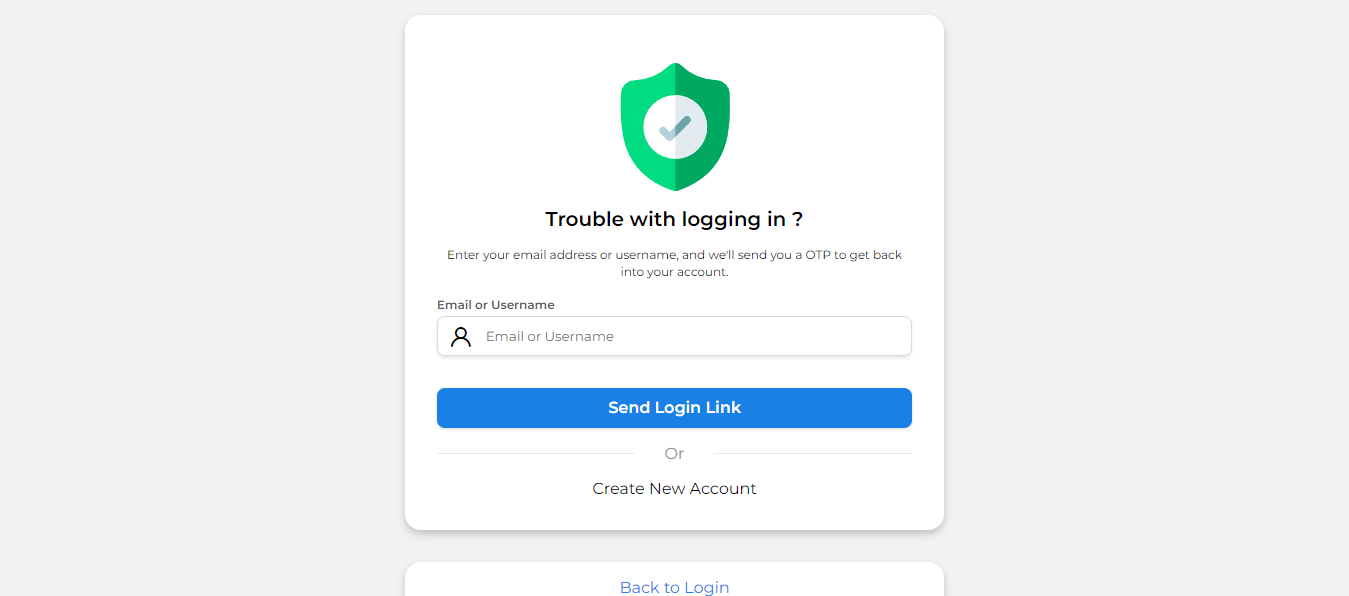 Trouble with logging in ?
Enter your email address or username, and we'll send you a OTP to get back
into your account.
Email or Username
Email or Username
Send Login Link
Or
Create New Account
Back to Login